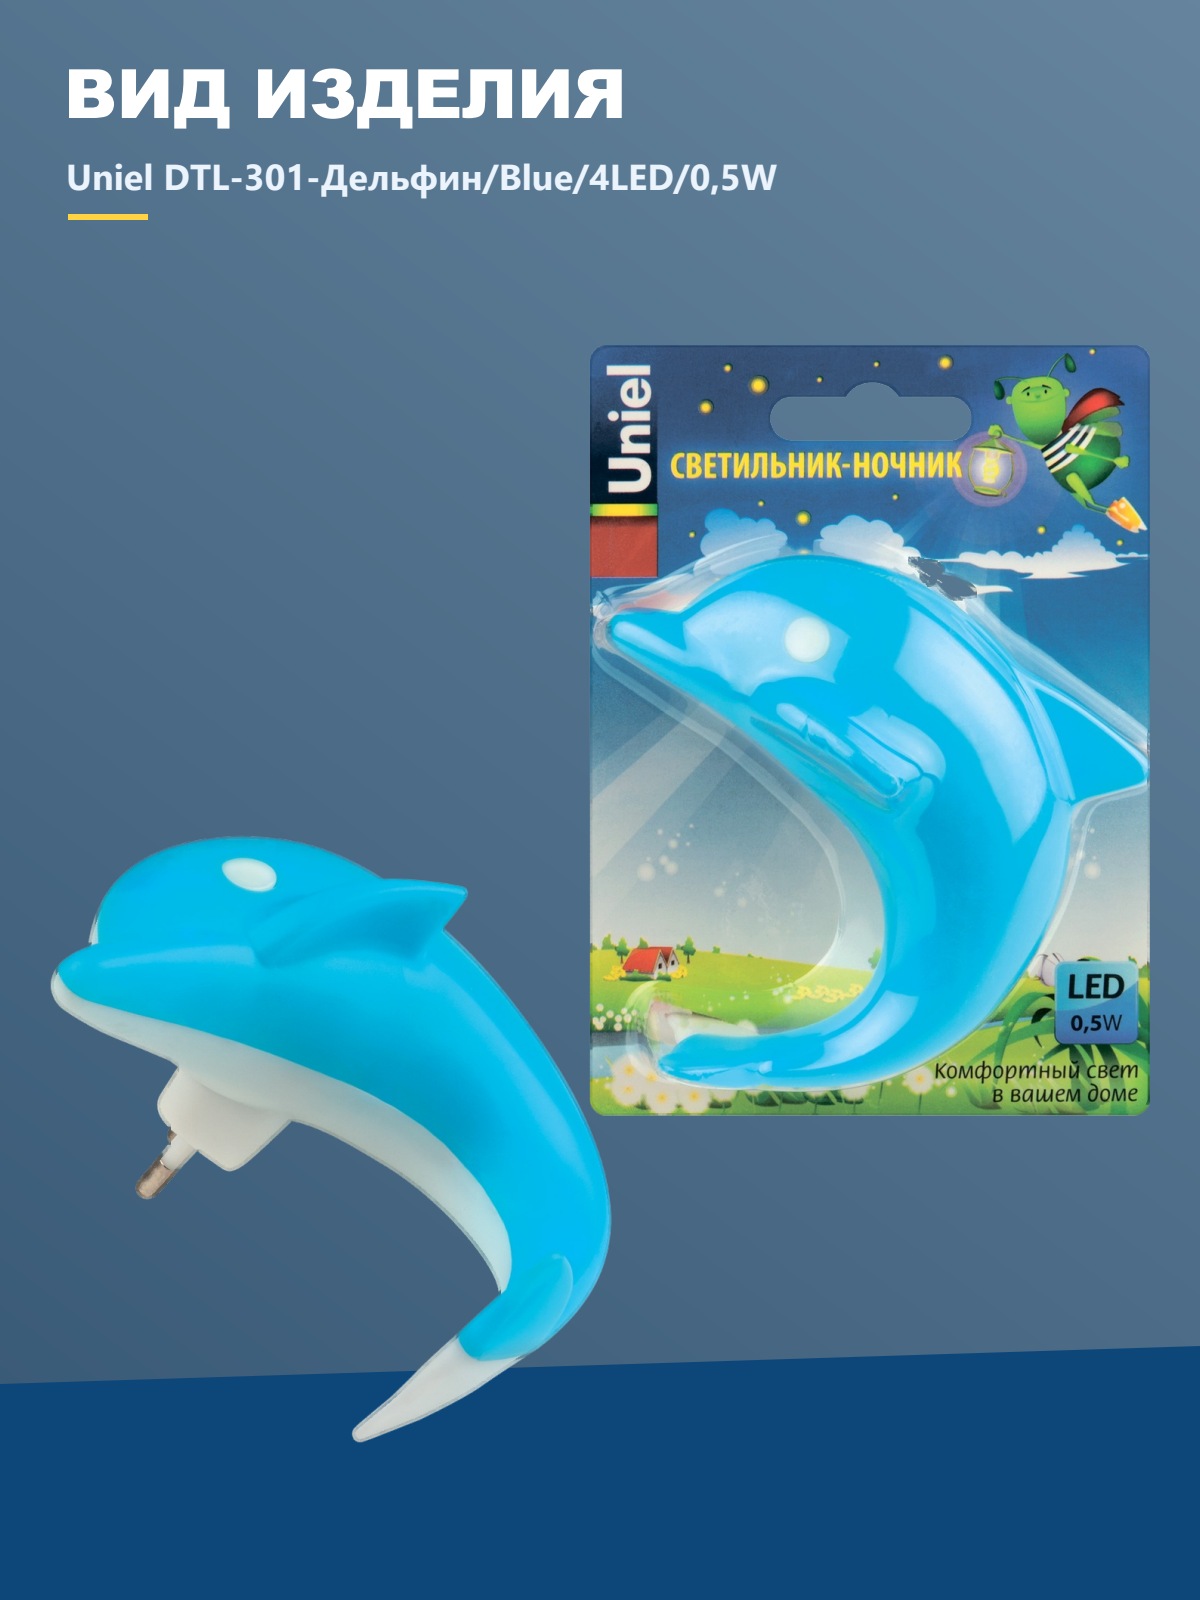 ВИД ИЗДЕЛИЯ
Uniel DTL-301-Дельфин/Blue/4LED/0,5W
Uniel
СВЕТИЛЬНИК-НОЧНИК
LED
0,5W
Комфортный свет
в вашем доме